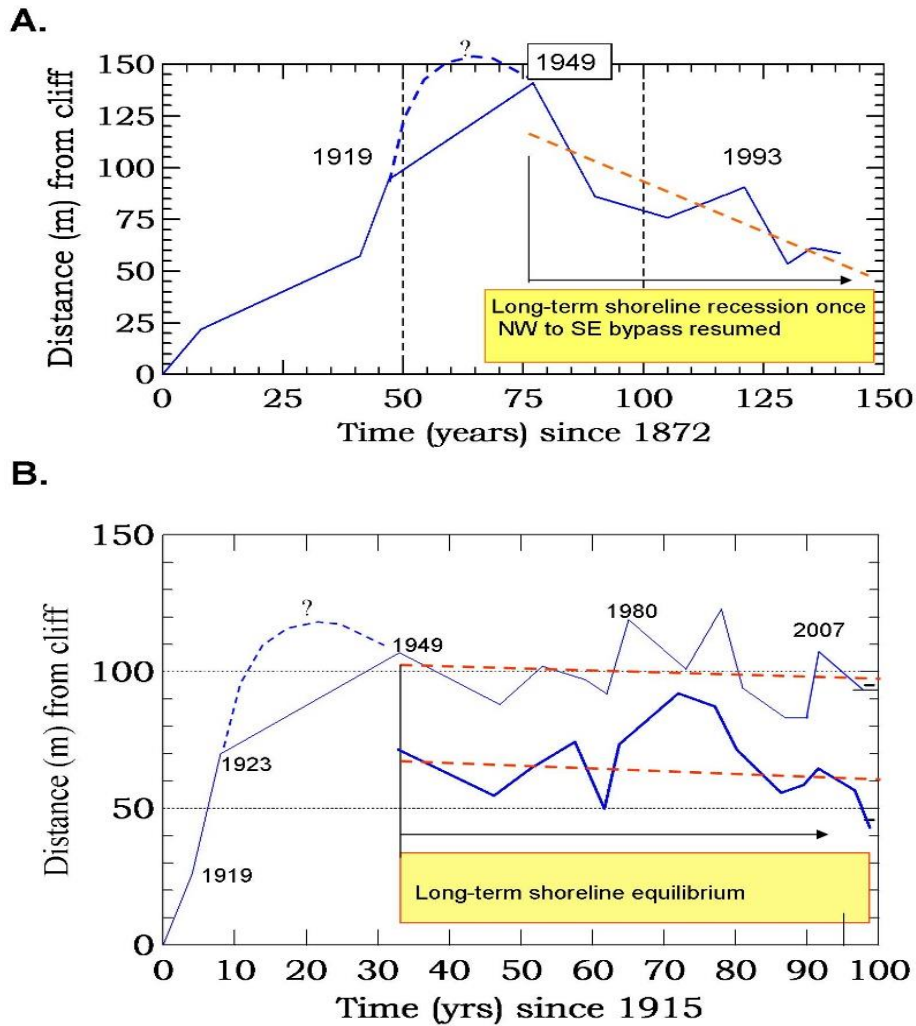 A.
?
1949
1919
1993
150
125
100
75
50
25
0
Distance (m) from cliff
Long-term shoreline recession once
NW to SE bypass resumed
0 25 50 75 100 125 150
Time (years) since 1872
B.
150
100
50
0
Distance (m) from cliff
?
1980
2007
1949
1923
1919
Long-term shoreline equilibrium
0 10 20 30 40 50 60 70 80 90 100
Time (yrs) since 1915